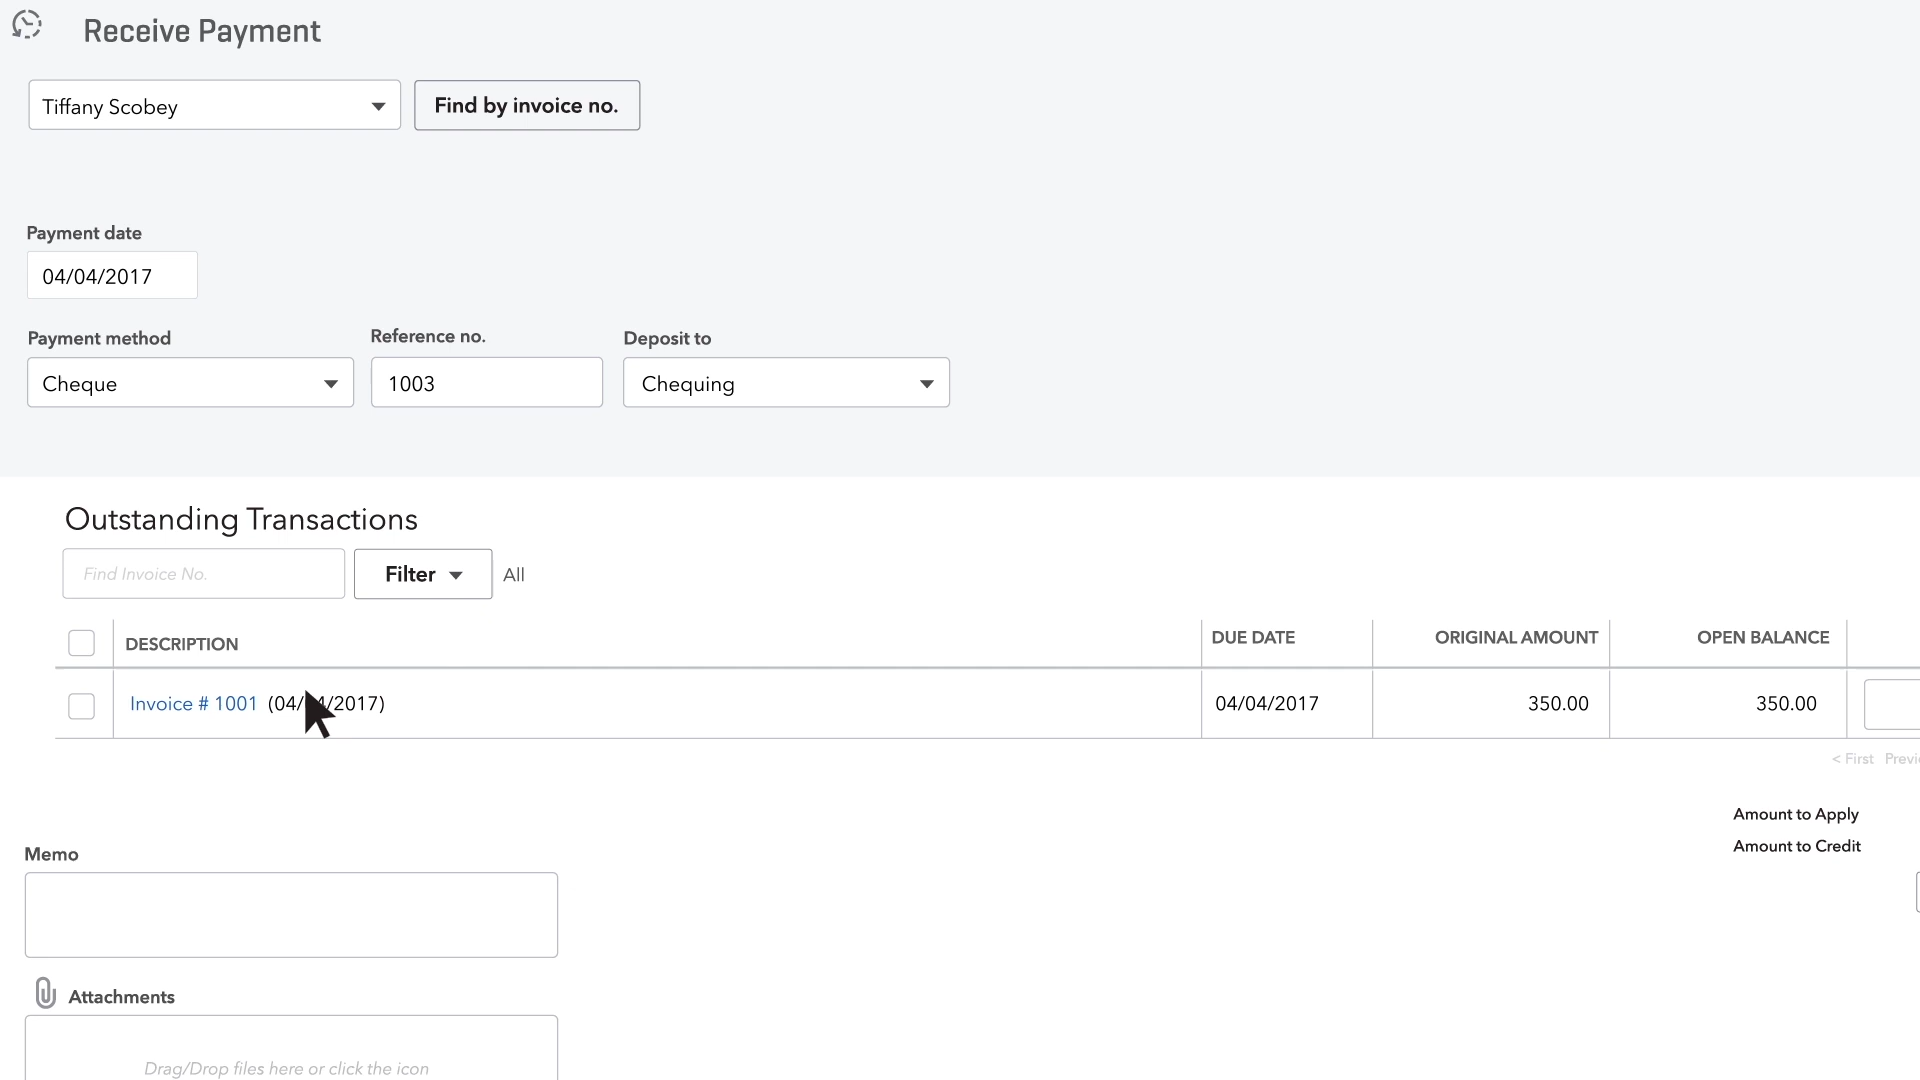 Receive Payment
Tiffany Scobey
Find by invoice no.
Payment date
04/04/2017
Payment method
Reference no.
Deposit to
Cheque
1003
Chequing
Outstanding Transactions
Find Invoice No.
Filter
All
DESCRIPTION
DUE DATE
ORIGINAL AMOUNT
OPEN BALANCE
Invoice # 1001 (04/04/2017)
04/04/2017
350.00
350.00
< First
Amount to Apply
Amount to Credit
Memo
Attachments
Drag/Drop files here or click the icon